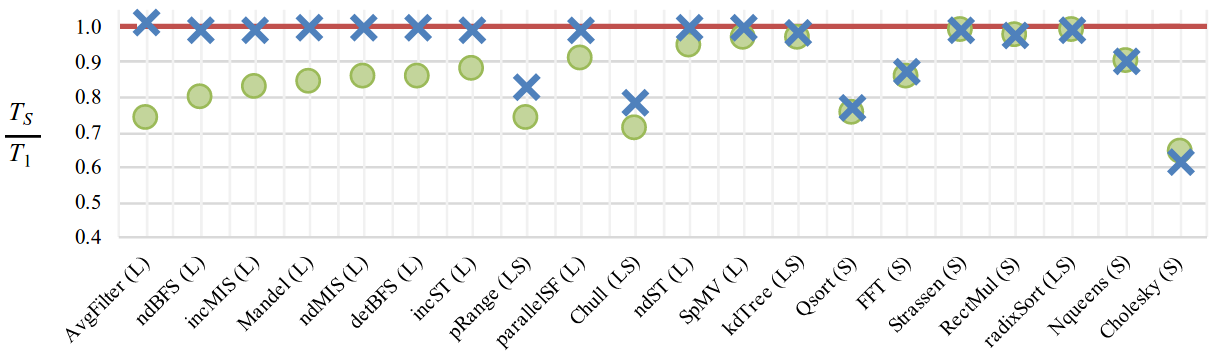 1.0
0.9
0.8
0.7
0.6
0.5
0.4
T_S
T_1
AvgFilter (L)
ndBFS (L)
incMIS (L)
Mandel (L)
ndMIS (L)
detBFS (L)
incST (L)
pRange (LS)
parallelSF (L)
Chull (LS)
ndST (L)
SpMV (L)
kdTree (LS)
Qsort (S)
FFT (S)
Strassen (S)
RectMul (S)
radixSort (LS)
Nqueens (S)
Cholesky (S)